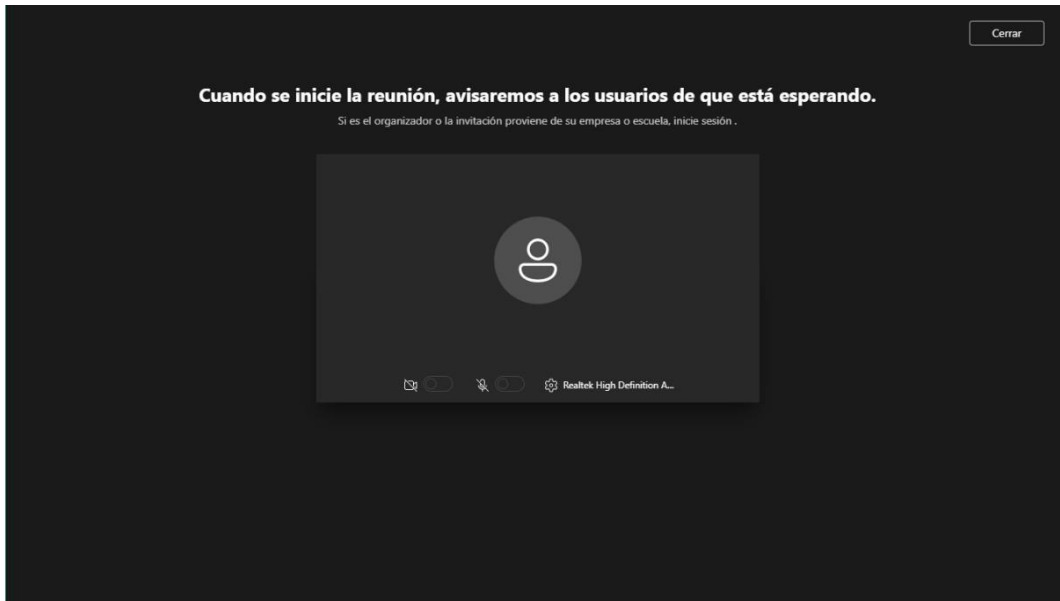 Cerrar
Cuando se inicie la reunión, avisaremos a los usuarios de que está esperando.
Si es el organizador o la invitación proviene de su empresa o escuela, inicie sesión .
Realtek High Definition A...